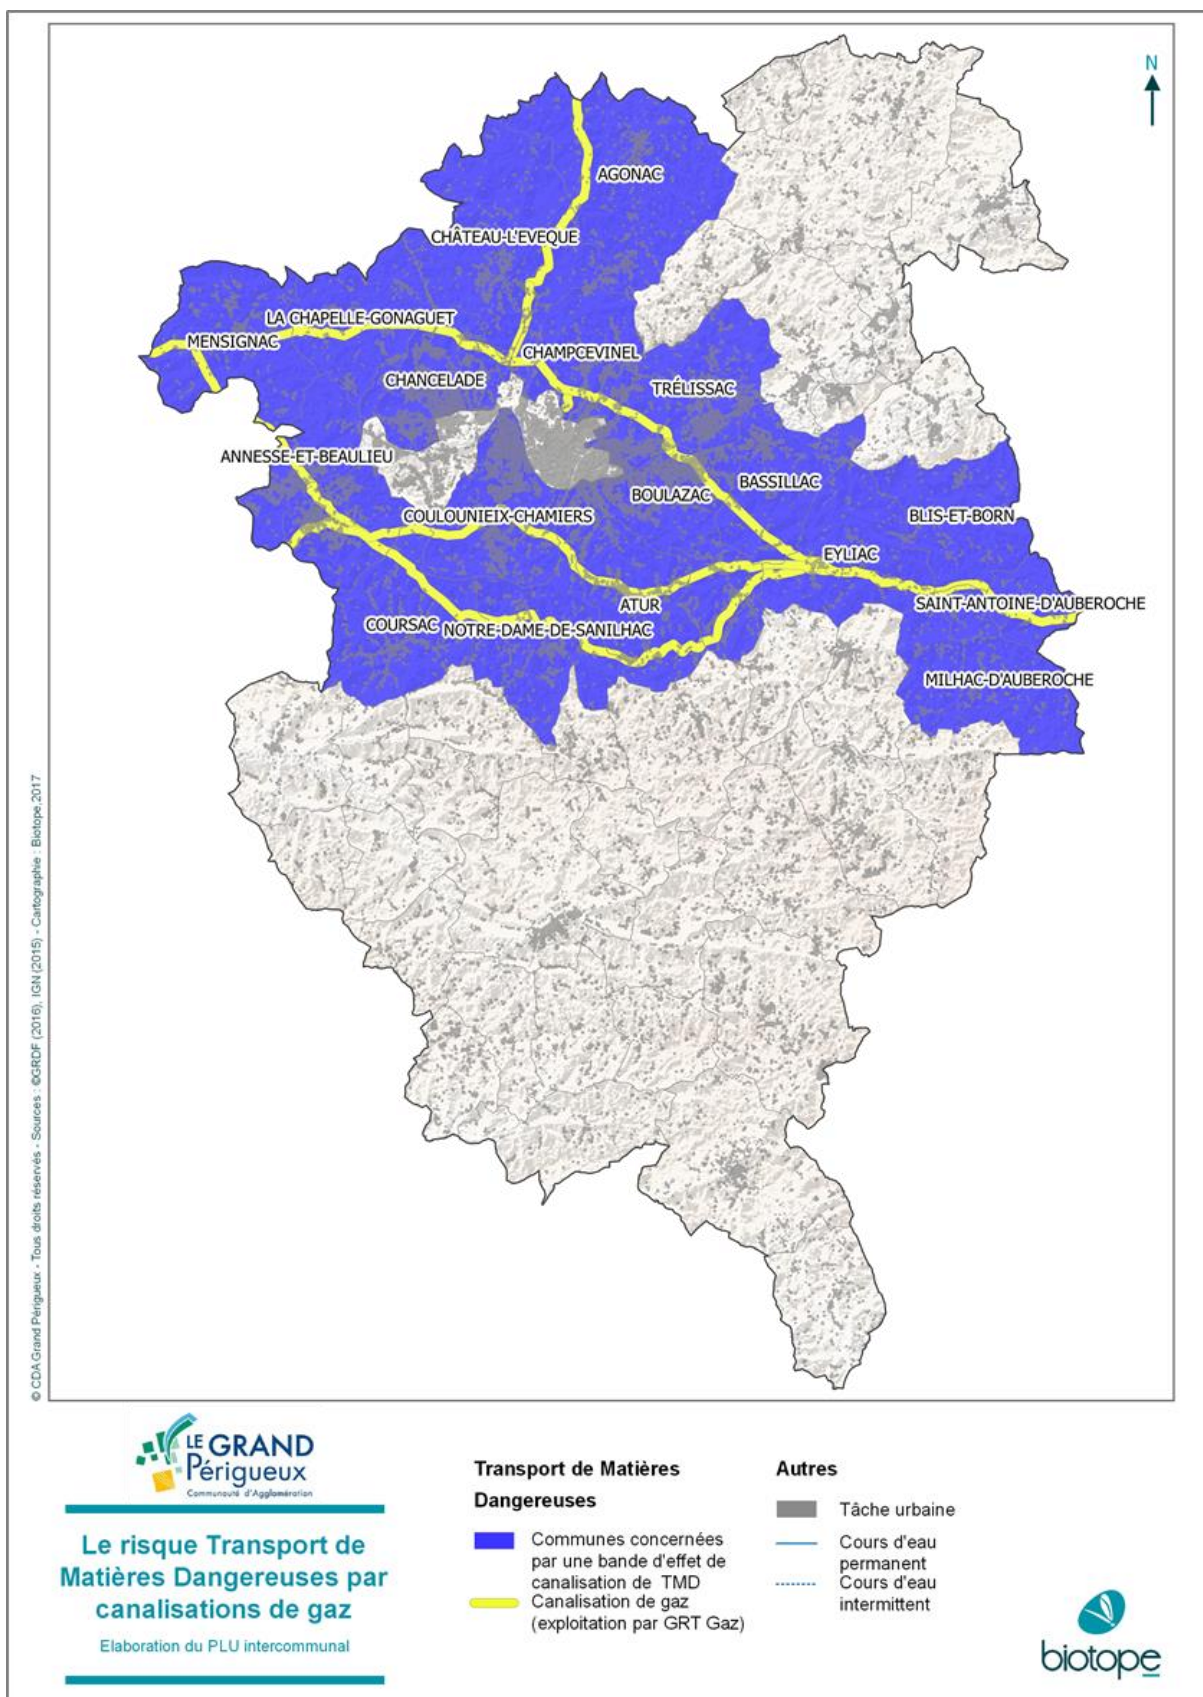 N
AGONAC
CHÂTEAU-L'EVEQUE
LA CHAPELLE-GONAGUET
MENSIGNAC
CHAMPCEVINEL
CHANCELADE
TRÉLISSAC
ANNESSE-ET-BEAULIEU
BASSILLAC
BOULAZAC
COULOUNIEIX-CHAMIERS
BLIS-ET-BORN
EYLIAC
ATUR
SAINT-ANTOINE-D'AUBEROCHE
COURSAC
NOTRE-DAME-DE-SANILHAC
MILHAC-D'AUBEROCHE
© CDA Grand Périgueux - Tous droits réservés - Sources : ©GRDF (2016), IGN (2015) - Cartographie : Biotope,2017
LE GRAND
Périgueux
Communauté d'Agglomération
Le risque Transport de
Matières Dangereuses par
canalisations de gaz
Elaboration du PLU intercommunal
Transport de Matières
Dangereuses
Communes concernées
par une bande d'effet de
canalisation de TMD
Canalisation de gaz
(exploitation par GRT Gaz)
Autres
Tâche urbaine
Cours d'eau
permanent
Cours d'eau
intermittent
biotope